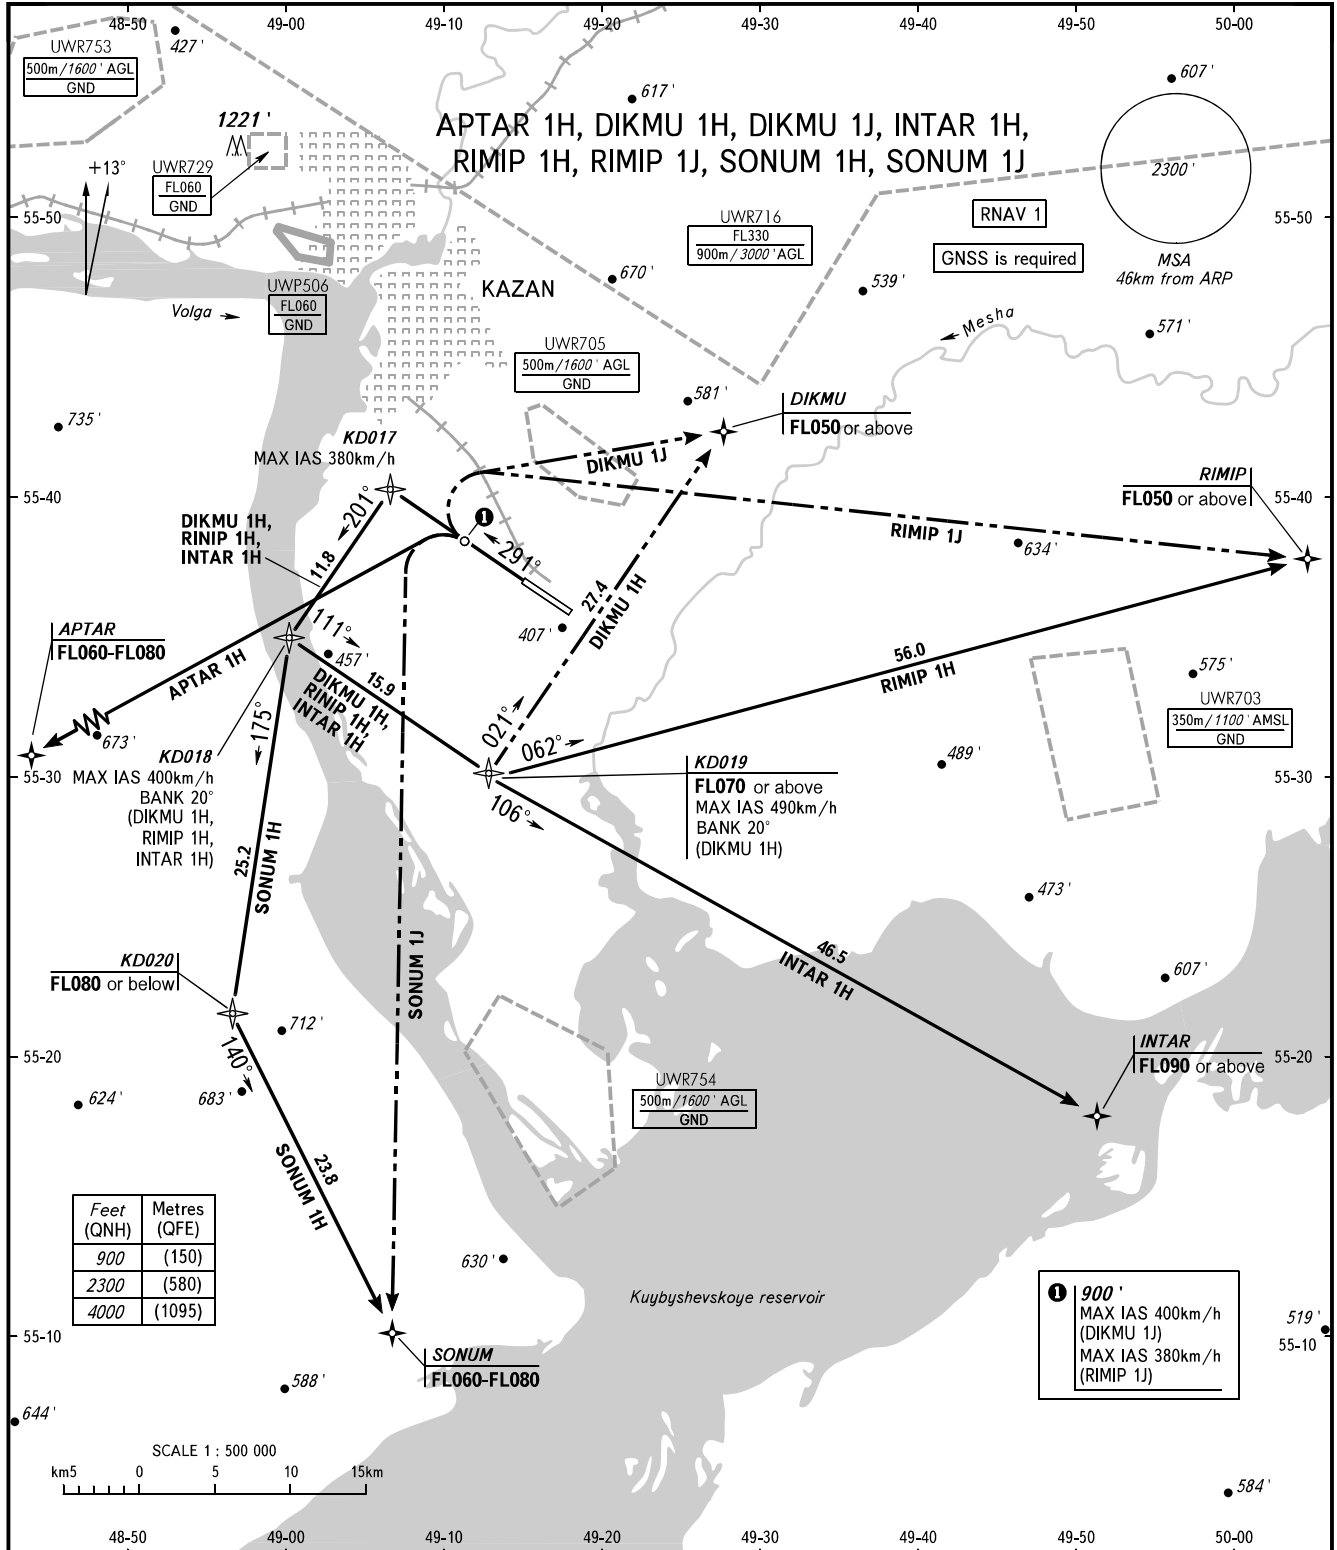 48-50 49-00 49-10 49-20 49-30 49-40 49-50 50-00
UWR753
500m/1600' AGL
GND
427'
617'
607'
1221'
APTAR 1H, DIKMU 1H, DIKMU 1J, INTAR 1H,
RIMIP 1H, RIMIP 1J, SONUM 1H, SONUM 1J
+13°
UWR729
FL060
GND
2300'
MSA
46km from ARP
55-50
55-50
RNAV 1
GNSS is required
UWR716
FL330
900m/3000' AGL
UWP506
FL060
GND
KAZAN
670'
539'
Volga
Mesha
571'
UWR705
500m/1600' AGL
GND
581'
DIKMU
FL050 or above
735'
KD017
MAX IAS 380km/h
DIKMU 1J
RIMIP
FL050 or above
55-40
55-40
201°
1
DIKMU 1H,
RINIP 1H,
INTAR 1H
11.8
291°
RIMIP 1J
634'
27.4
DIKMU 1H
407'
111°
457'
APTAR
FL060-FL080
APTAR 1H
15.9
DIKMU 1H,
RINIP 1H,
INTAR 1H
56.0
RIMIP 1H
575'
UWR703
350m/1100' AMSL
GND
175°
021°
062°
673'
KD018
MAX IAS 400km/h
BANK 20°
(DIKMU 1H,
RIMIP 1H,
INTAR 1H)
KD019
FL070 or above
MAX IAS 490km/h
BANK 20°
(DIKMU 1H)
489'
55-30
55-30
106°
25.2
SONUM 1H
473'
SONUM 1J
46.5
INTAR 1H
KD020
FL080 or below
607'
712'
140°
INTAR
FL090 or above
55-20
55-20
624'
683'
UWR754
500m/1600' AGL
GND
23.8
SONUM 1H
Feet Metres
(QNH) (QFE)
900 (150)
2300 (580)
4000 (1095)
630'
Kuybyshevskoye reservoir
1 900'
MAX IAS 400km/h
(DIKMU 1J)
MAX IAS 380km/h
(RIMIP 1J)
519'
55-10
55-10
SONUM
FL060-FL080
588'
644'
SCALE 1 : 500 000
km5 0 5 10 15km
584'
48-50 49-00 49-10 49-20 49-30 49-40 49-50 50-00